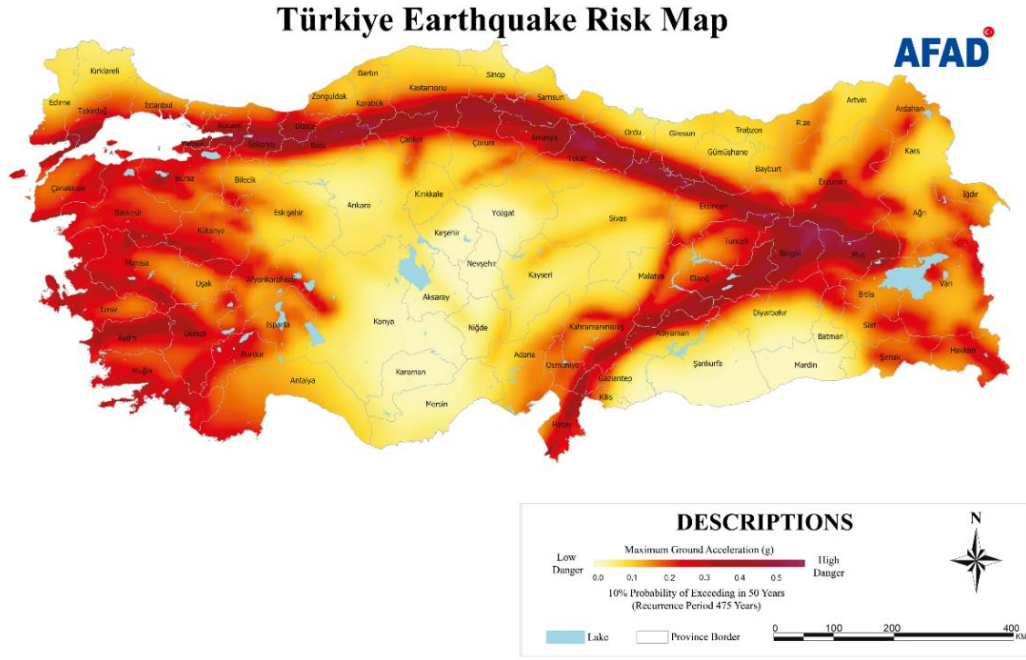 Türkiye Earthquake Risk Map
AFAD
Kırklareli
Edirne
Tekirdağ
İstanbul
Kocaeli
Yalova
Sakarya
Düzce
Bolu
Zonguldak
Bartın
Karabük
Kastamonu
Sinop
Samsun
Çankırı
Çorum
Amasya
Tokat
Ordu
Giresun
Trabzon
Rize
Artvin
Ardahan
Gümüşhane
Bayburt
Kars
Erzurum
Iğdır
Ağrı
Çanakkale
Bursa
Bilecik
Balıkesir
Kütahya
Eskişehir
Ankara
Kırıkkale
Yozgat
Kırşehir
Sivas
Erzincan
Tunceli
Bingöl
Muş
Manisa
Uşak
Afyonkarahisar
Nevşehir
Kayseri
Malatya
Elazığ
Bitlis
Van
İzmir
Aydın
Denizli
Isparta
Burdur
Muğla
Antalya
Konya
Aksaray
Niğde
Karaman
Mersin
Adana
Kahramanmaraş
Osmaniye
Adıyaman
Diyarbakır
Batman
Siirt
Şırnak
Hakkari
Gaziantep
Kilis
Şanlıurfa
Mardin
Hatay
DESCRIPTIONS
N
Maximum Ground Acceleration (g)
Low
Danger
High
Danger
0.0 0.1 0.2 0.3 0.4 0.5
10% Probability of Exceeding in 50 Years
(Recurrence Period 475 Years)
Lake
Province Border
0 100 200 400
KM